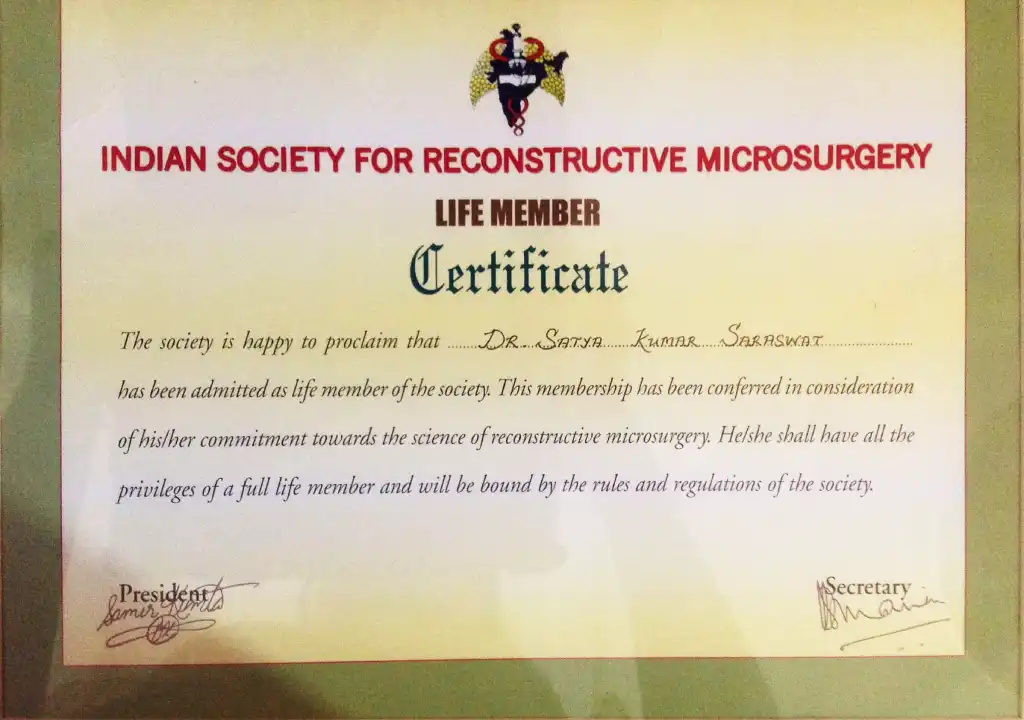 INDIAN SOCIETY FOR RECONSTRUCTIVE MICROSURGERY
LIFE MEMBER
Certificate
The society is happy to proclaim that ........DR...SATYA......KUMAR.....SARASWAT......................
has been admitted as life member of the society. This membership has been conferred in consideration
of his/her commitment towards the science of reconstructive microsurgery. He/she shall have all the
privileges of a full life member and will be bound by the rules and regulations of the society.
President
Secretary